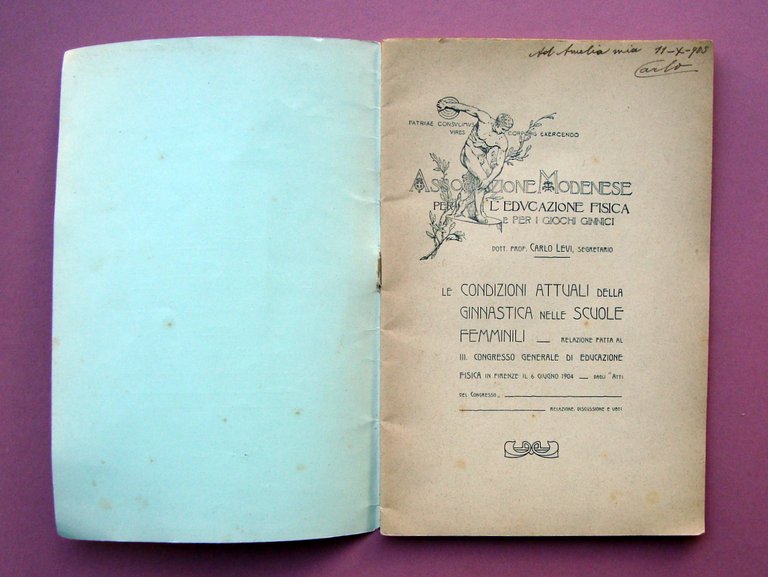 Ad Amelia mia 11-X-903
Carlo
PATRIAE CONSVLIMUS
VIRES CORPORIS EXERCENDO
ASSOCIAZIONE MODENESE
PER L'EDVCAZIONE FISICA
E PER I GIOCHI GINNICI
DOTT. PROF. CARLO LEVI, SEGRETARIO
LE CONDIZIONI ATTUALI DELLA
GINNASTICA NELLE SCUOLE
FEMMINILI — RELAZIONE FATTA AL
III. CONGRESSO GENERALE DI EDUCAZIONE
FISICA IN FIRENZE IL 6 GIUGNO 1904 — DAGLI "ATTI
DEL CONGRESSO"
RELAZIONE, DISCUSSIONE E VOTI